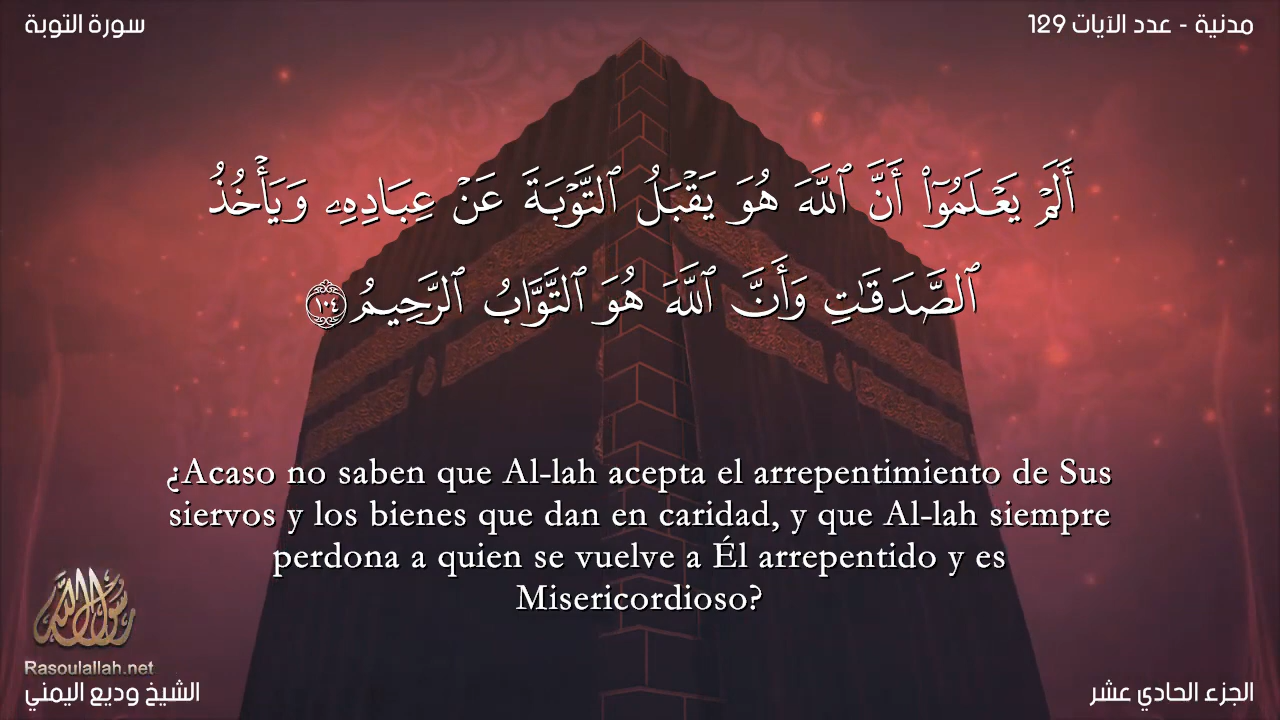 سورة التوبة
مدنية - عدد الآيات 129
أَلَمْ يَعْلَمُوٓا۟ أَنَّ ٱللَّهَ هُوَ يَقْبَلُ ٱلتَّوْبَةَ عَنْ عِبَادِهِۦ وَيَأْخُذُ
ٱلصَّدَقَـٰتِ وَأَنَّ ٱللَّهَ هُوَ ٱلتَّوَّابُ ٱلرَّحِيمُ ١٠٤
¿Acaso no saben que Al-lah acepta el arrepentimiento de Sus
siervos y los bienes que dan en caridad, y que Al-lah siempre
perdona a quien se vuelve a Él arrepentido y es
Misericordioso?
رسول الله
Rasoulallah.net
الشيخ وديع اليمني
الجزء الحادي عشر